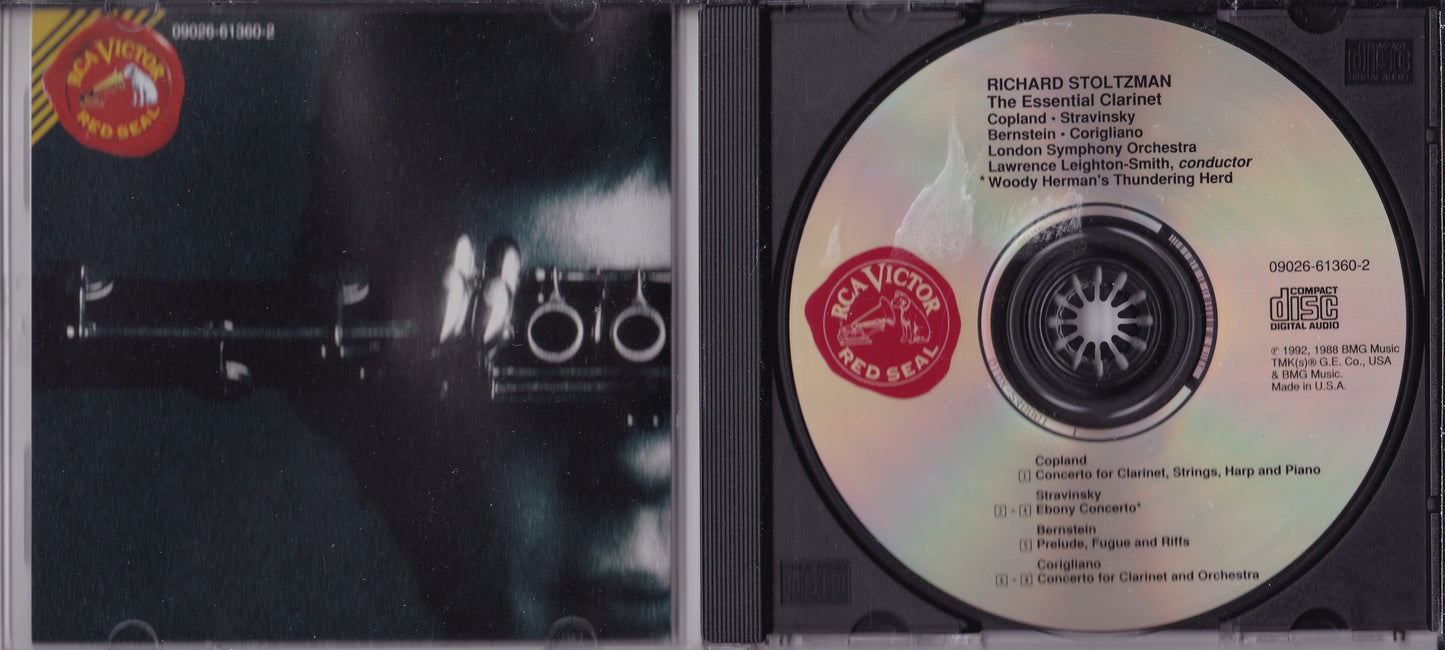 09026-61360-2
RCA VICTOR
RED SEAL
RICHARD STOLTZMAN
The Essential Clarinet
Copland • Stravinsky
Bernstein • Corigliano
London Symphony Orchestra
Lawrence Leighton-Smith, conductor
* Woody Herman's Thundering Herd
RCA VICTOR
RED SEAL
09026-61360-2
COMPACT
disc
DIGITAL AUDIO
℗ 1992, 1988 BMG Music
TMK(s)® G.E. Co., USA
& BMG Music.
Made in U.S.A.
Copland
1 Concerto for Clarinet, Strings, Harp and Piano
Stravinsky
2 - 4 Ebony Concerto*
Bernstein
5 Prelude, Fugue and Riffs
Corigliano
6 - 8 Concerto for Clarinet and Orchestra
COMPACT
disc
DIGITAL AUDIO